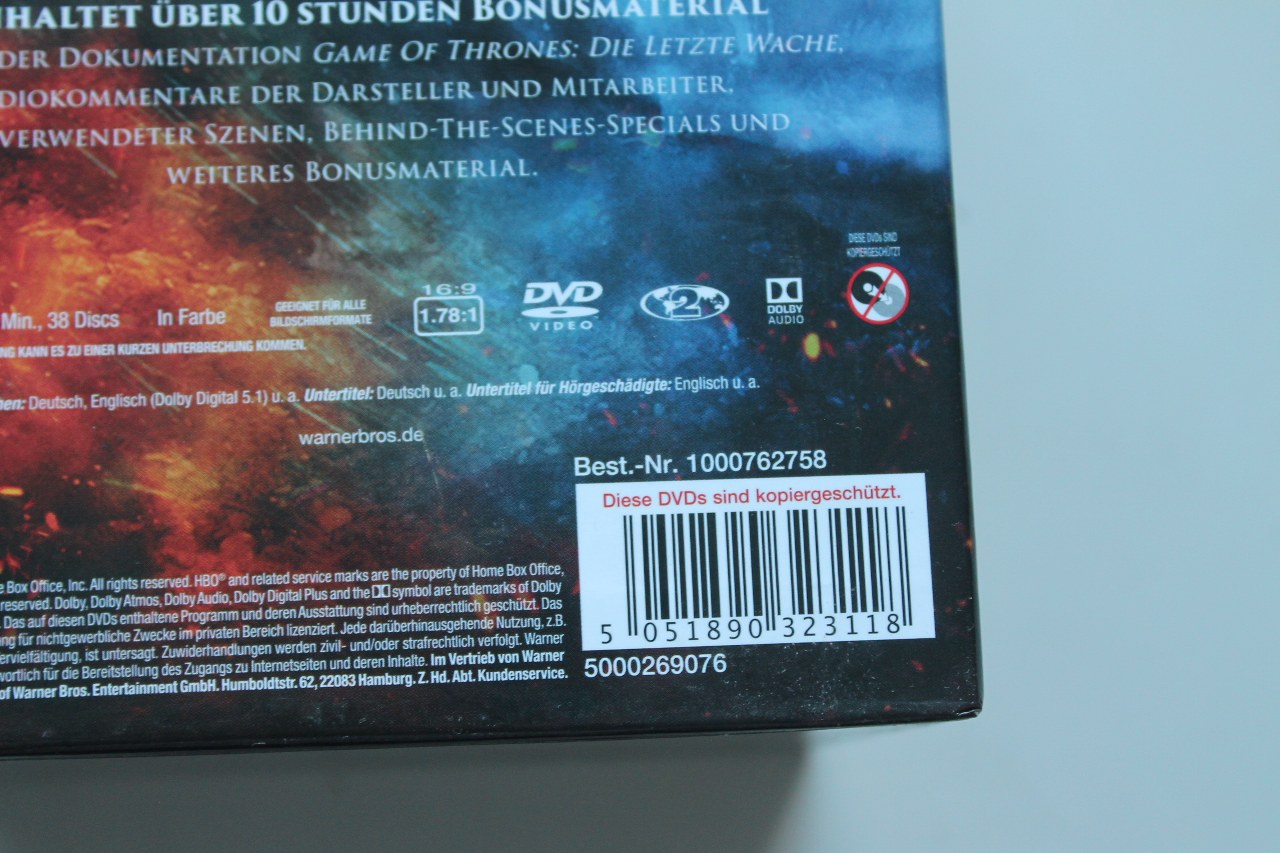 NHALTET ÜBER 10 STUNDEN BONUSMATERIAL
DER DOKUMENTATION GAME OF THRONES: DIE LETZTE WACHE,
DIOKOMMENTARE DER DARSTELLER UND MITARBEITER,
VERWENDETER SZENEN, BEHIND-THE-SCENES-SPECIALS UND
WEITERES BONUSMATERIAL.
DIESE DVDs SIND
KOPIERGESCHÜTZT
Min., 38 Discs In Farbe
GEEIGNET FÜR ALLE
BILDSCHIRMFORMATE
16:9
1.78:1
DVD
VIDEO
2
DOLBY
AUDIO
NG KANN ES ZU EINER KURZEN UNTERBRECHUNG KOMMEN.
hen: Deutsch, Englisch (Dolby Digital 5.1) u. a. Untertitel: Deutsch u. a. Untertitel für Hörgeschädigte: Englisch u. a.
warnerbros.de
Best.-Nr. 1000762758
Diese DVDs sind kopiergeschützt.
5 051890 323118
5000269076
e Box Office, Inc. All rights reserved. HBO® and related service marks are the property of Home Box Office,
reserved. Dolby, Dolby Atmos, Dolby Audio, Dolby Digital Plus and the symbol are trademarks of Dolby
. Das auf diesen DVDs enthaltene Programm und deren Ausstattung sind urheberrechtlich geschützt. Das
ng für nichtgewerbliche Zwecke im privaten Bereich lizenziert. Jede darüberhinausgehende Nutzung, z.B.
ervielfältigung, ist untersagt. Zuwiderhandlungen werden zivil- und/oder strafrechtlich verfolgt. Warner
wortlich für die Bereitstellung des Zugangs zu Internetseiten und deren Inhalte. Im Vertrieb von Warner
of Warner Bros. Entertainment GmbH. Humboldtstr. 62, 22083 Hamburg. Z. Hd. Abt. Kundenservice.